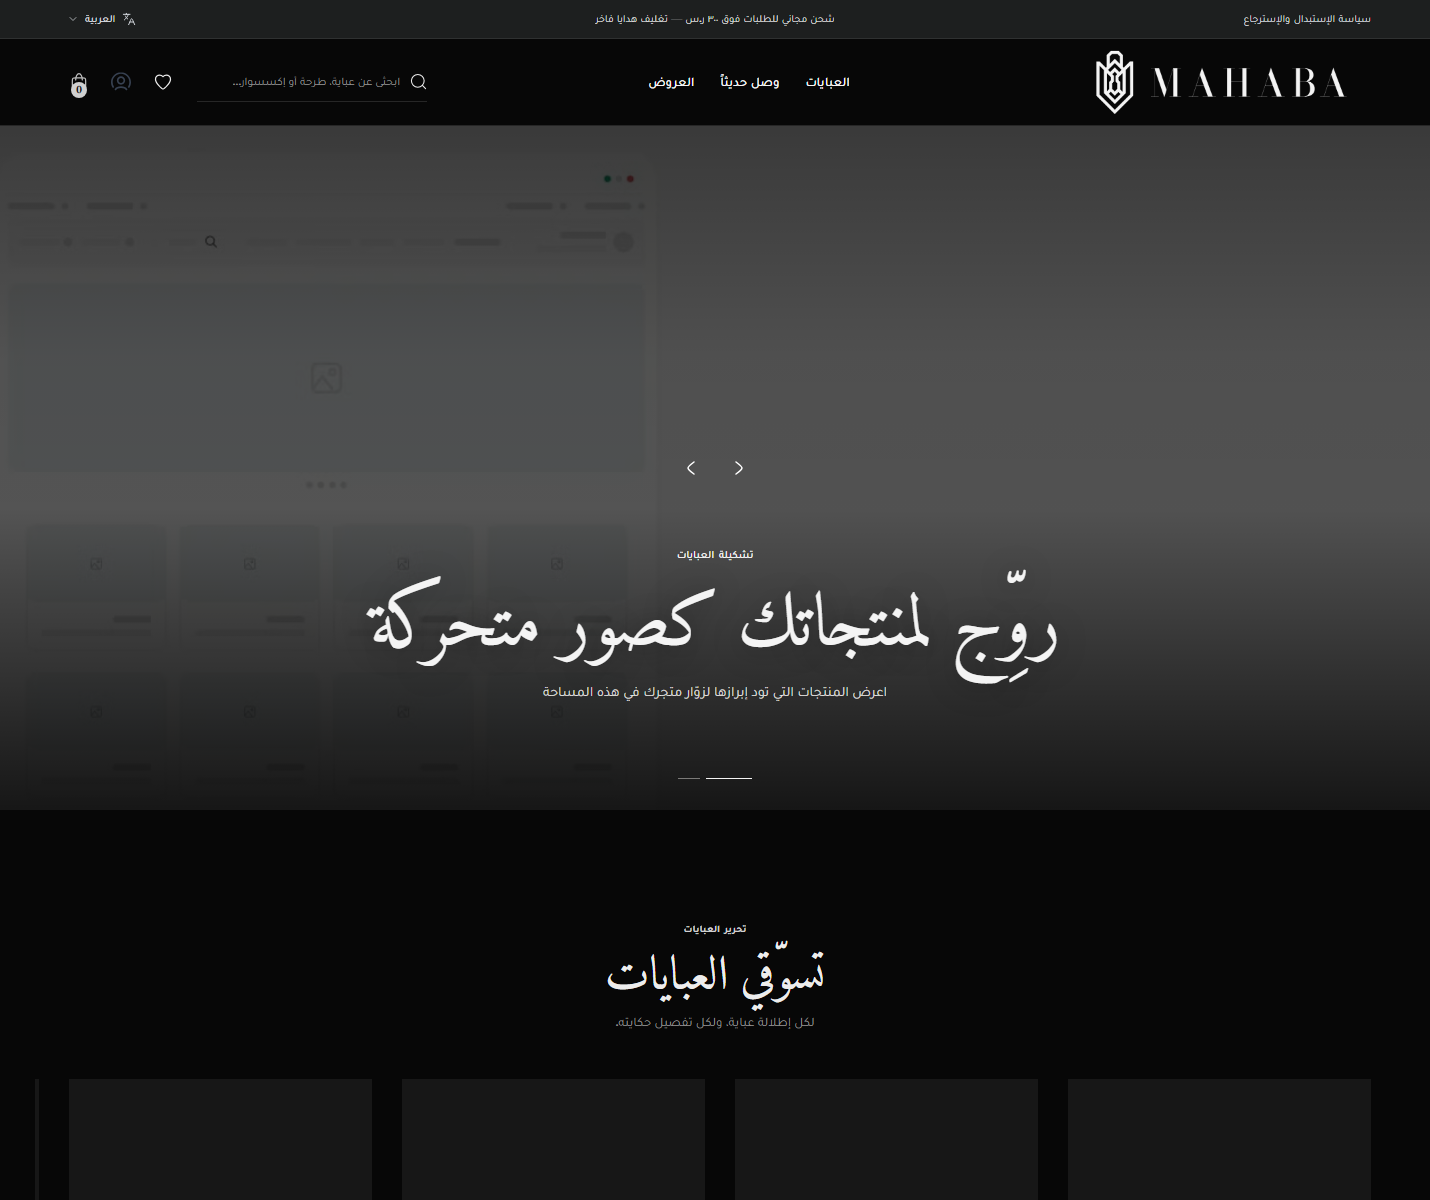 سياسة الإستبدال والإسترجاع
شحن مجاني للطلبات فوق ٣٠٠ ر.س — تغليف هدايا فاخر
العربية
MAHABA
العبايات
وصل حديثاً
العروض
ابحثي عن عباية، طرحة أو إكسسوار...
0
تشكيلة العبايات
روِّج لمنتجاتك كصور متحركة
اعرض المنتجات التي تود إبرازها لزوّار متجرك في هذه المساحة
تحرير العبايات
تسوّقي العبايات
لكل إطلالة عباية، ولكل تفصيل حكايته.